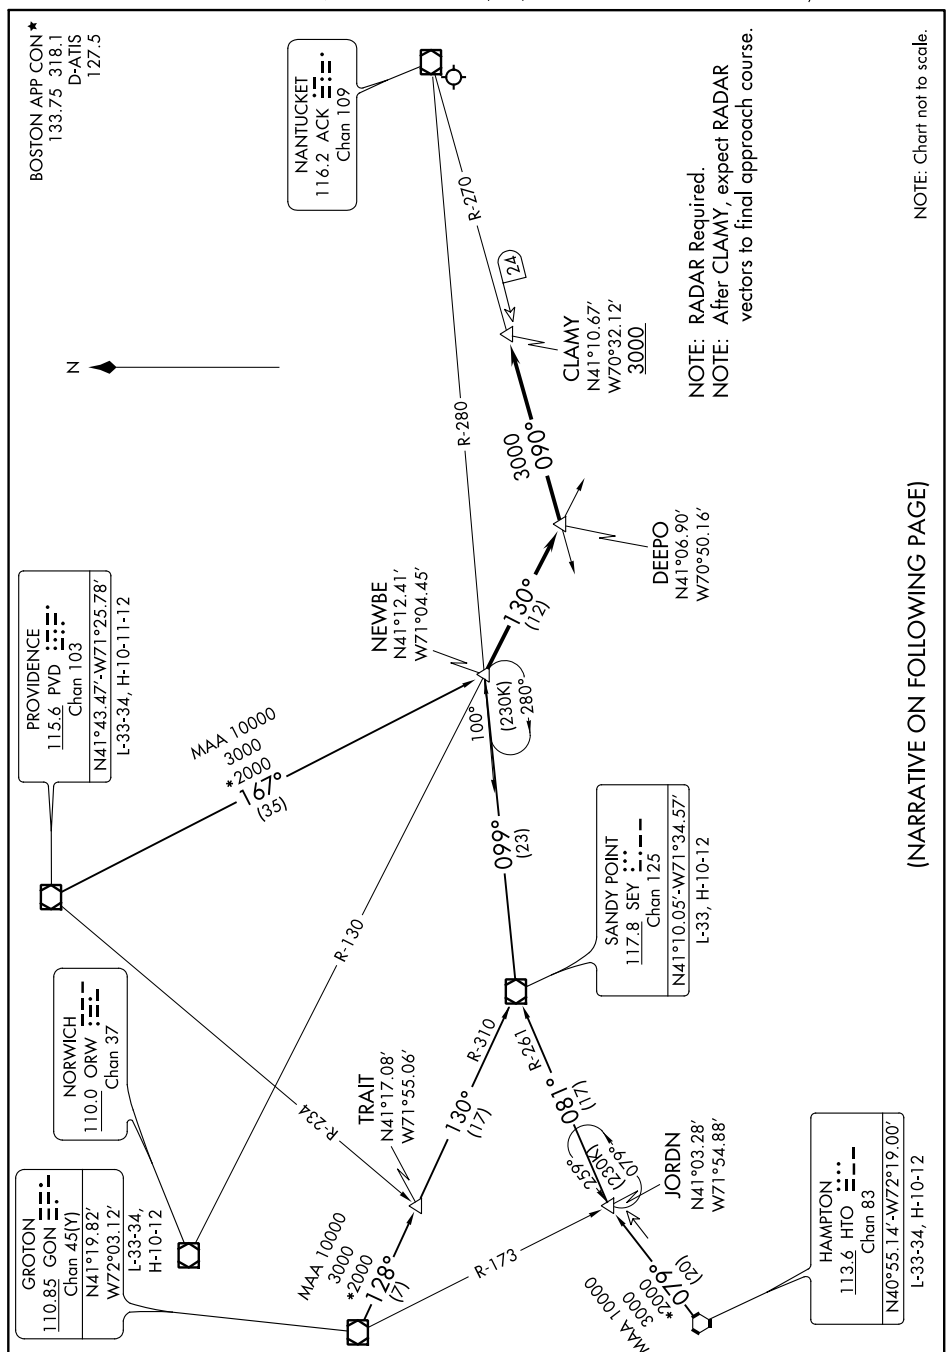 BOSTON APP CON★
133.75 318.1
D-ATIS
127.5
NANTUCKET
116.2 ACK
Chan 109
R-270
24
CLAMY
N41°10.67'
W70°32.12'
3000
NOTE: RADAR Required.
NOTE: After CLAMY, expect RADAR
vectors to final approach course.
NOTE: Chart not to scale.
N
R-280
3000
090°
DEEPO
N41°06.90'
W70°50.16'
(NARRATIVE ON FOLLOWING PAGE)
PROVIDENCE
115.6 PVD
Chan 103
N41°43.47'-W71°25.78'
L-33-34, H-10-11-12
NEWBE
N41°12.41'
W71°04.45'
130°
(12)
MAA 10000
3000
*2000
167°
(35)
100°
(230K)
280°
099°
(23)
R-130
SANDY POINT
117.8 SEY
Chan 125
N41°10.05'-W71°34.57'
L-33, H-10-12
NORWICH
110.0 ORW
Chan 37
R-234
TRAIT
N41°17.08'
W71°55.06'
130°
(17)
R-310
R-261
081°
(17)
259°
(230K)
079°
JORDN
N41°03.28'
W71°54.88'
GROTON
110.85 GON
Chan 45(Y)
N41°19.82'
W72°03.12'
L-33-34,
H-10-12
MAA 10000
3000
*2000
128°
(7)
R-173
MAA 10000
3000
*2000
079°
(20)
HAMPTON
113.6 HTO
Chan 83
N40°55.14'-W72°19.00'
L-33-34, H-10-12